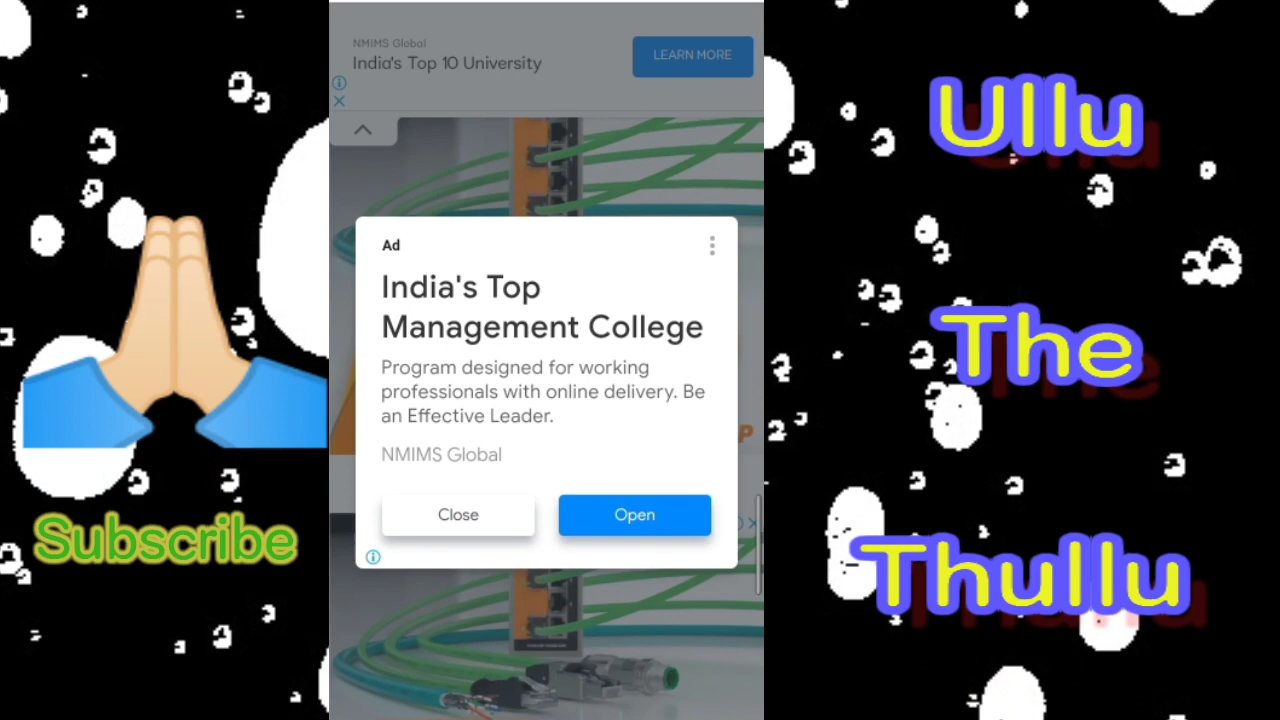 NMIMS Global
India's Top 10 University
LEARN MORE
Ad
India's Top
Management College
Program designed for working
professionals with online delivery. Be
an Effective Leader.
NMIMS Global
Close
Open
P
Subscribe
Ullu
The
Thullu